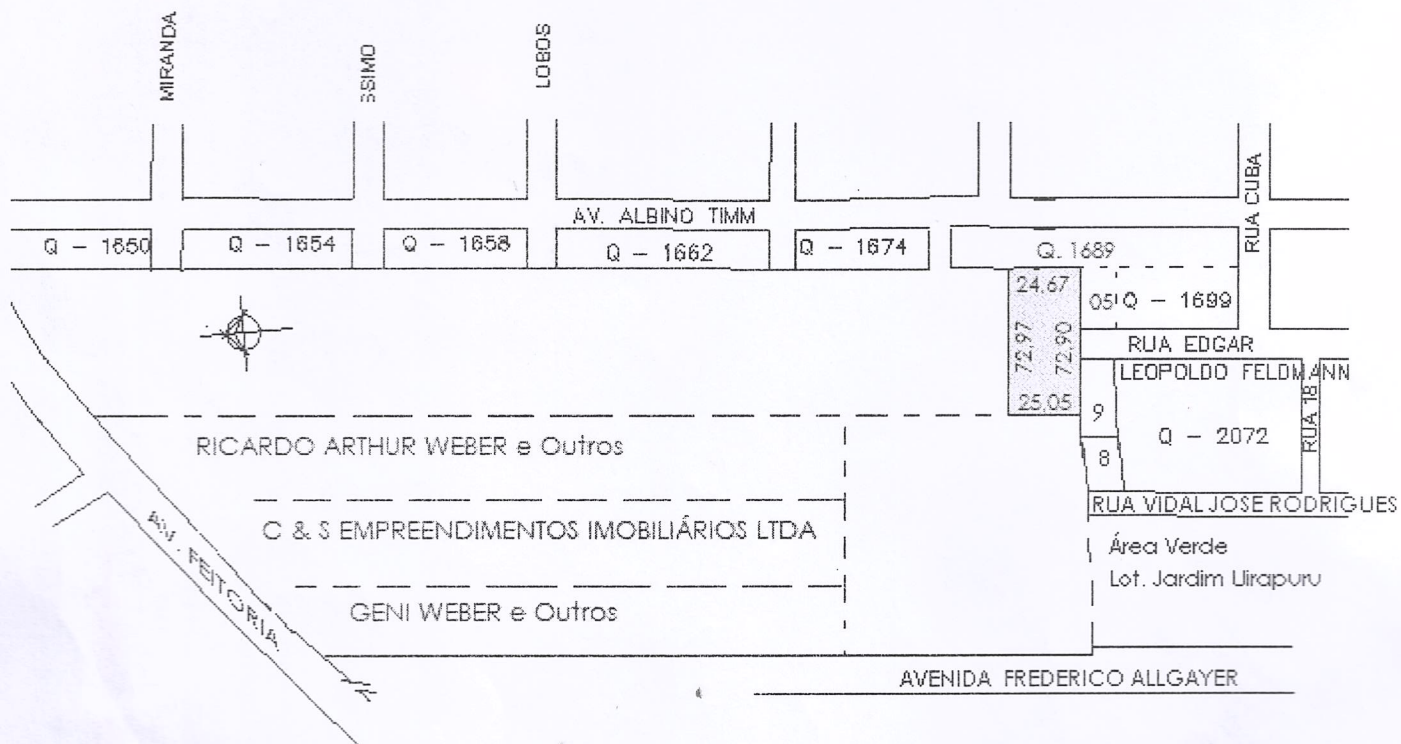 MIRANDA
SSIMO
LOBOS
RUA CUBA
AV. ALBINO TIMM
Q - 1650
Q - 1654
Q - 1658
Q - 1662
Q - 1674
Q. 1689
24,67
72,97
72,90
25,05
05
Q - 1699
RUA EDGAR
LEOPOLDO FELDMANN
9
8
Q - 2072
RUA 18
RICARDO ARTHUR WEBER e Outros
C & S EMPREENDIMENTOS IMOBILIÁRIOS LTDA
GENI WEBER e Outros
AV. FEITORIA
RUA VIDAL JOSE RODRIGUES
Área Verde
Lot. Jardim Uirapuru
AVENIDA FREDERICO ALLGAYER